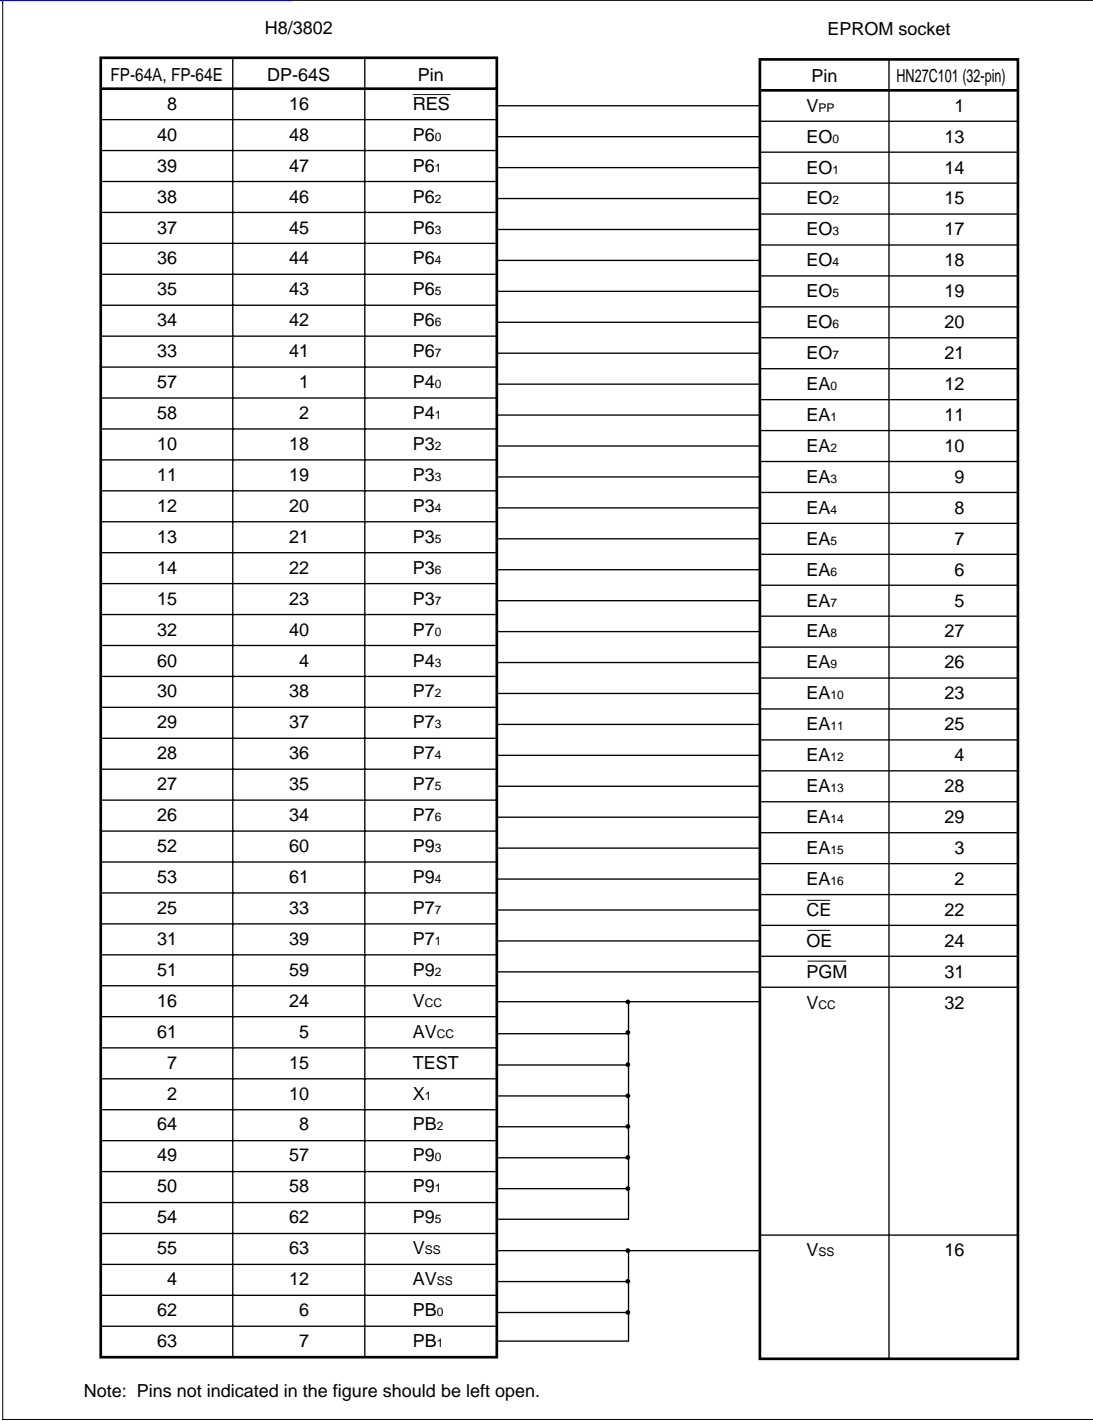 H8/3802 EPROM socket
FP-64A, FP-64E DP-64S Pin Pin HN27C101 (32-pin)
8 16 RES VPP 1
40 48 P60 EO0 13
39 47 P61 EO1 14
38 46 P62 EO2 15
37 45 P63 EO3 17
36 44 P64 EO4 18
35 43 P65 EO5 19
34 42 P66 EO6 20
33 41 P67 EO7 21
57 1 P40 EA0 12
58 2 P41 EA1 11
10 18 P32 EA2 10
11 19 P33 EA3 9
12 20 P34 EA4 8
13 21 P35 EA5 7
14 22 P36 EA6 6
15 23 P37 EA7 5
32 40 P70 EA8 27
60 4 P43 EA9 26
30 38 P72 EA10 23
29 37 P73 EA11 25
28 36 P74 EA12 4
27 35 P75 EA13 28
26 34 P76 EA14 29
52 60 P93 EA15 3
53 61 P94 EA16 2
25 33 P77 CE 22
31 39 P71 OE 24
51 59 P92 PGM 31
16 24 VCC VCC 32
61 5 AVCC
7 15 TEST
2 10 X1
64 8 PB2
49 57 P90
50 58 P91
54 62 P95
55 63 VSS VSS 16
4 12 AVSS
62 6 PB0
63 7 PB1
Note: Pins not indicated in the figure should be left open.